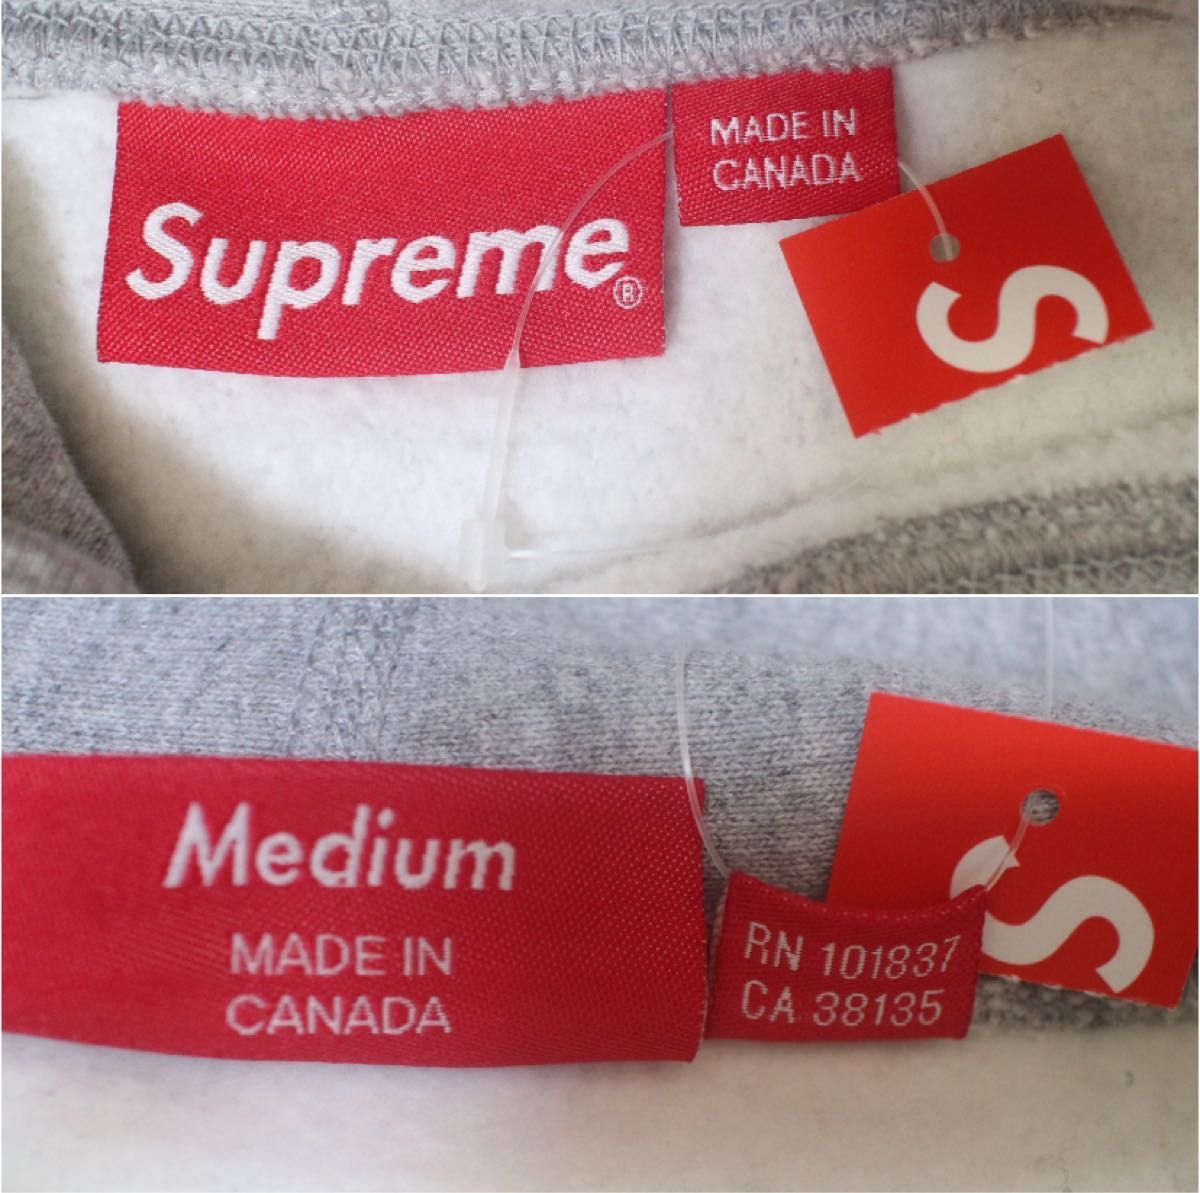 Supreme®
MADE IN
CANADA
S
Medium
MADE IN
CANADA
RN 101837
CA 38135
S